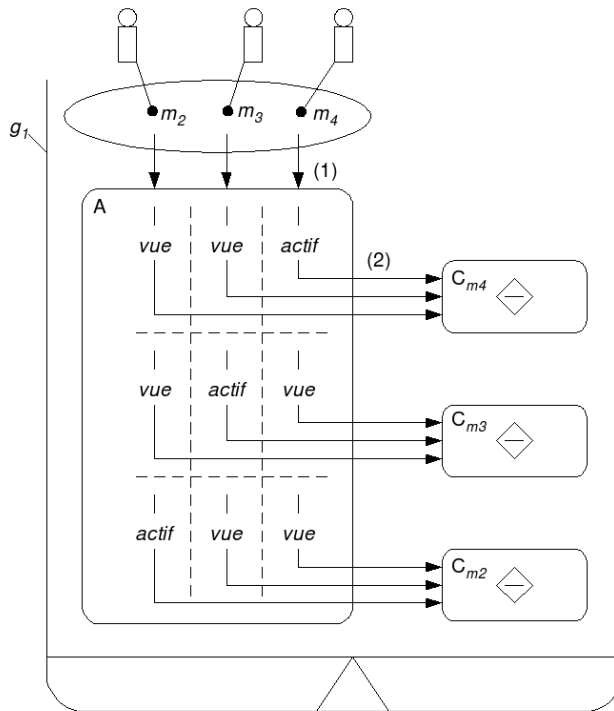 m2 m3 m4
g1
(1)
A
vue vue actif
(2)
Cm4
vue actif vue
Cm3
actif vue vue
Cm2